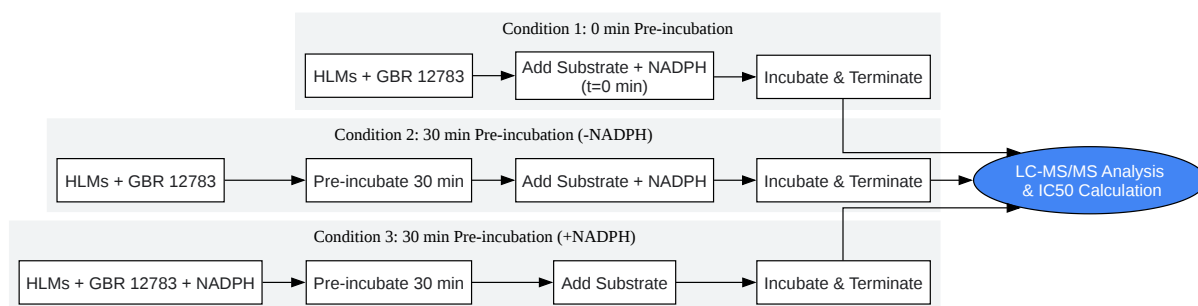 Condition 1: 0 min Pre-incubation
HLMs + GBR 12783
Add Substrate + NADPH
(t=0 min)
Incubate & Terminate
Condition 2: 30 min Pre-incubation (-NADPH)
HLMs + GBR 12783
Pre-incubate 30 min
Add Substrate + NADPH
Incubate & Terminate
LC-MS/MS Analysis
& IC50 Calculation
Condition 3: 30 min Pre-incubation (+NADPH)
HLMs + GBR 12783 + NADPH
Pre-incubate 30 min
Add Substrate
Incubate & Terminate